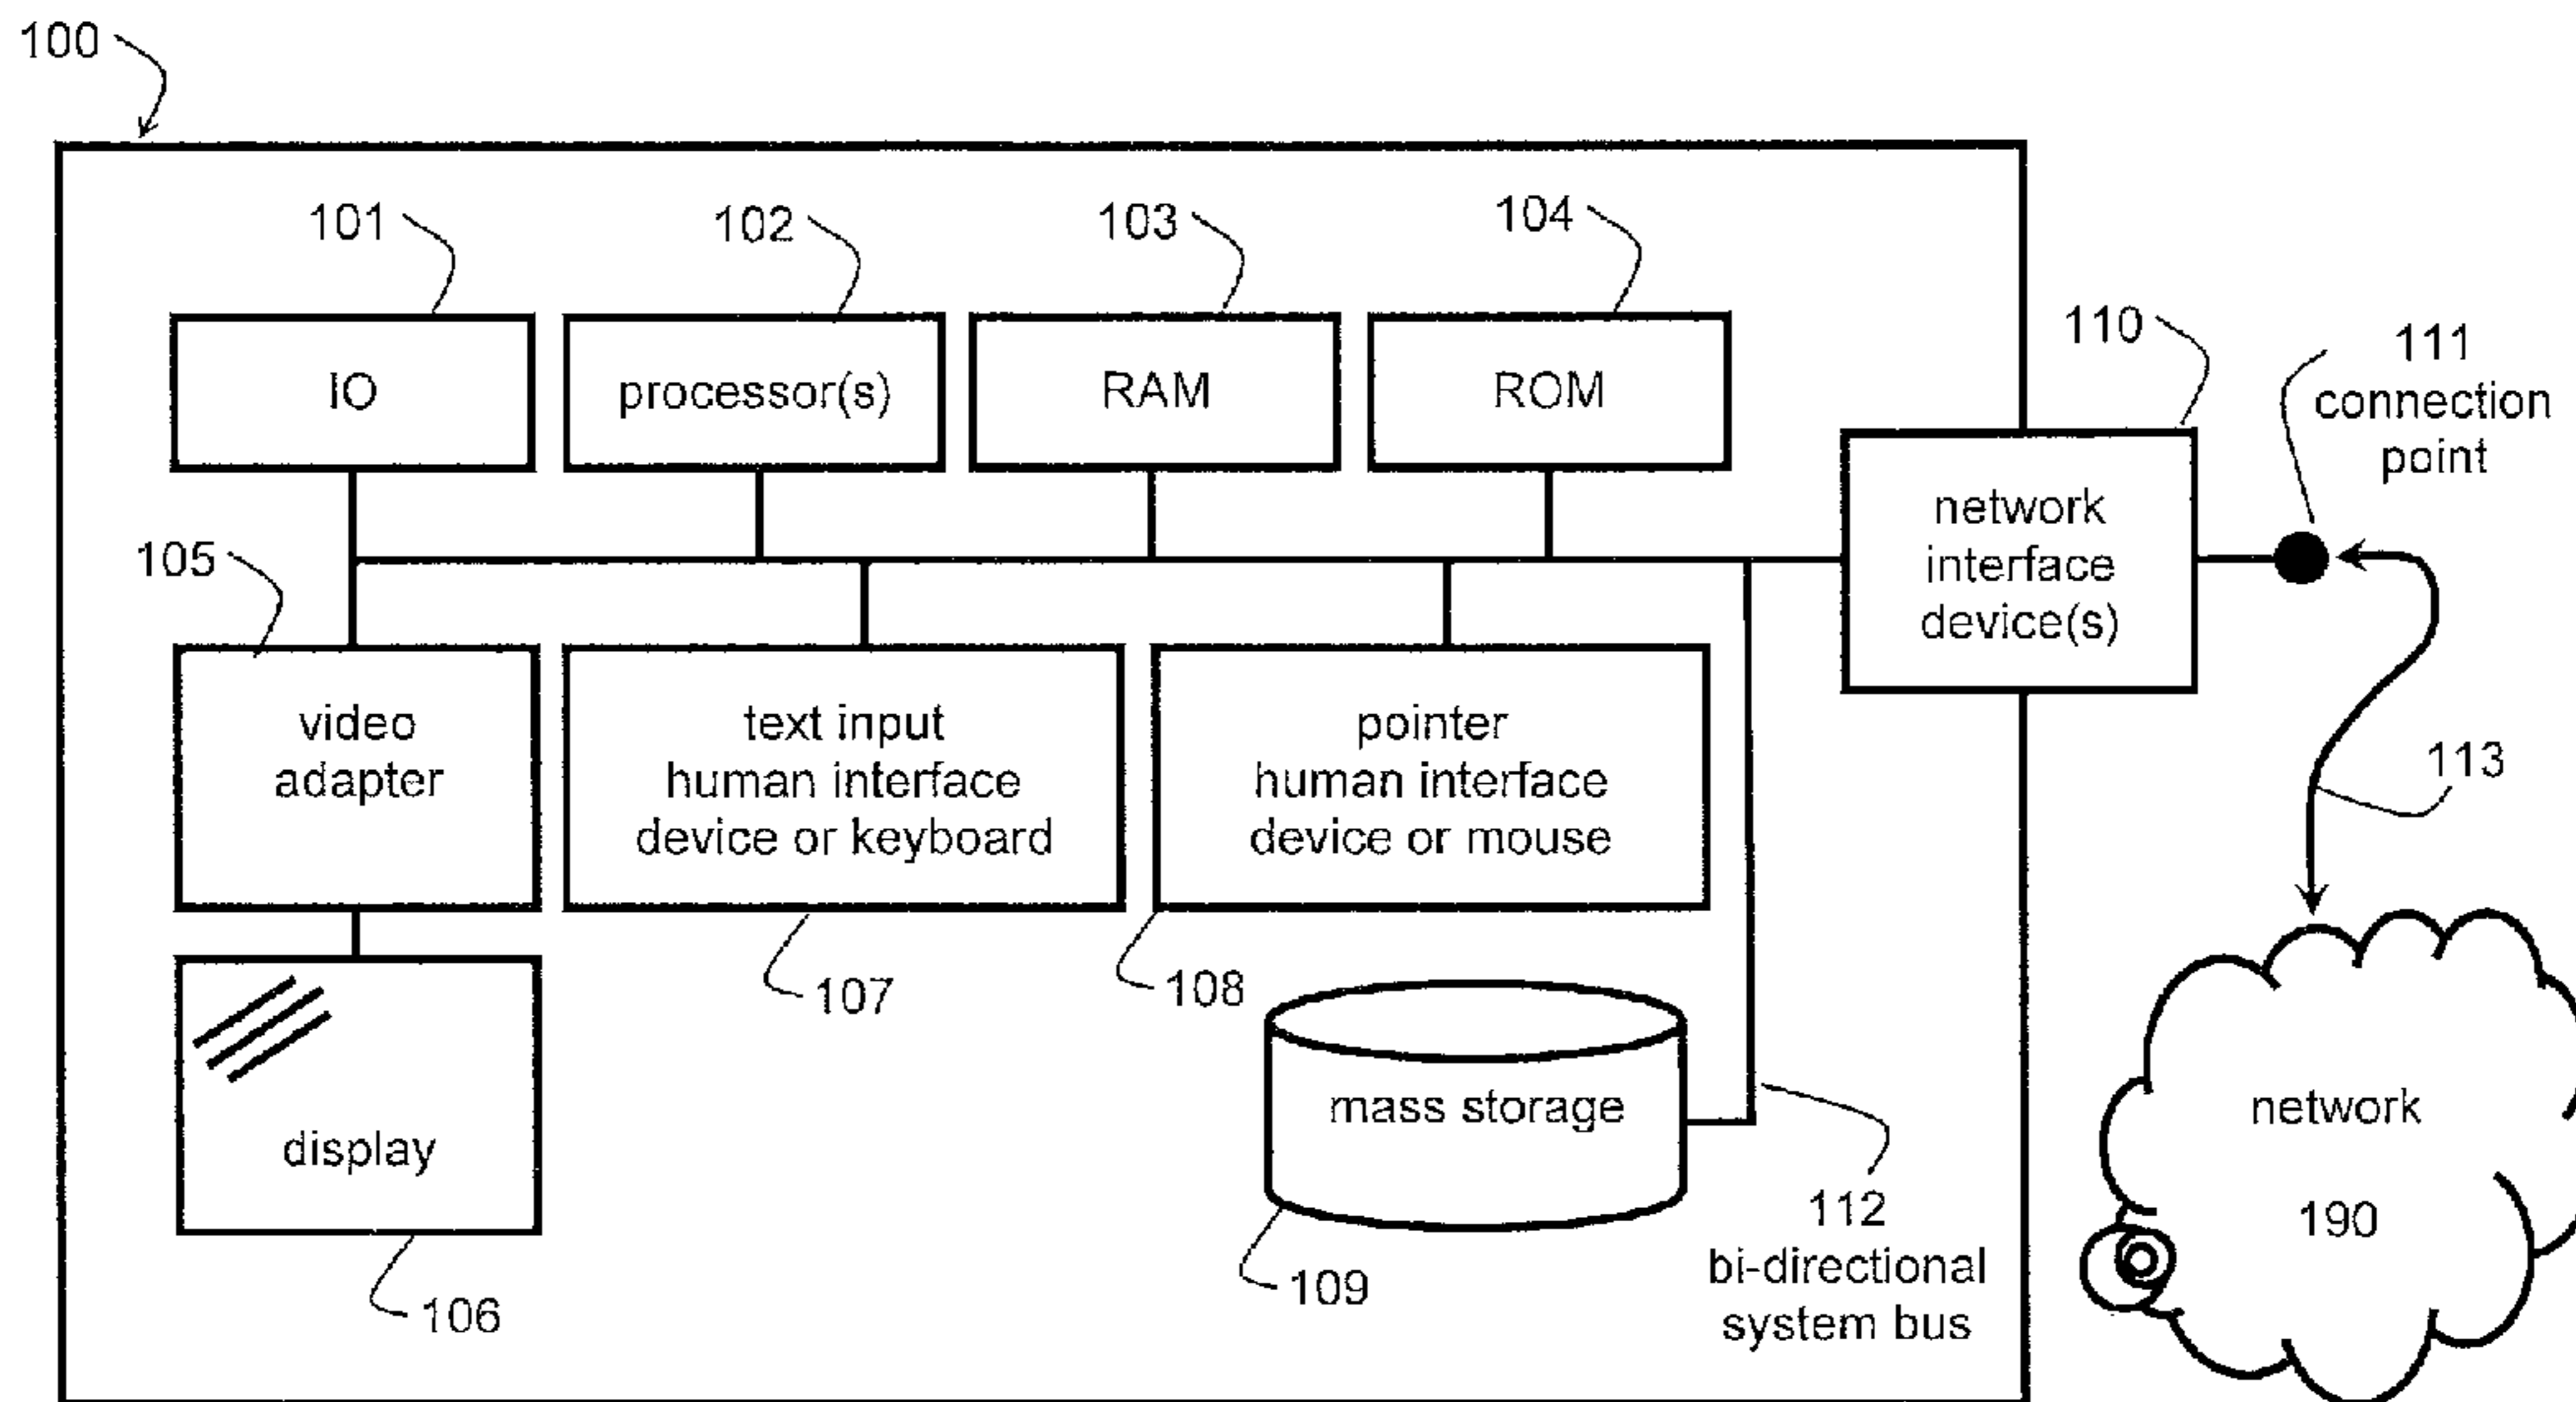 100
101
102
103
104
IO
processor(s)
RAM
ROM
110
111
connection
point
network
interface
device(s)
105
video
adapter
text input
human interface
device or keyboard
pointer
human interface
device or mouse
113
107
108
display
106
mass storage
109
112
bi-directional
system bus
network
190